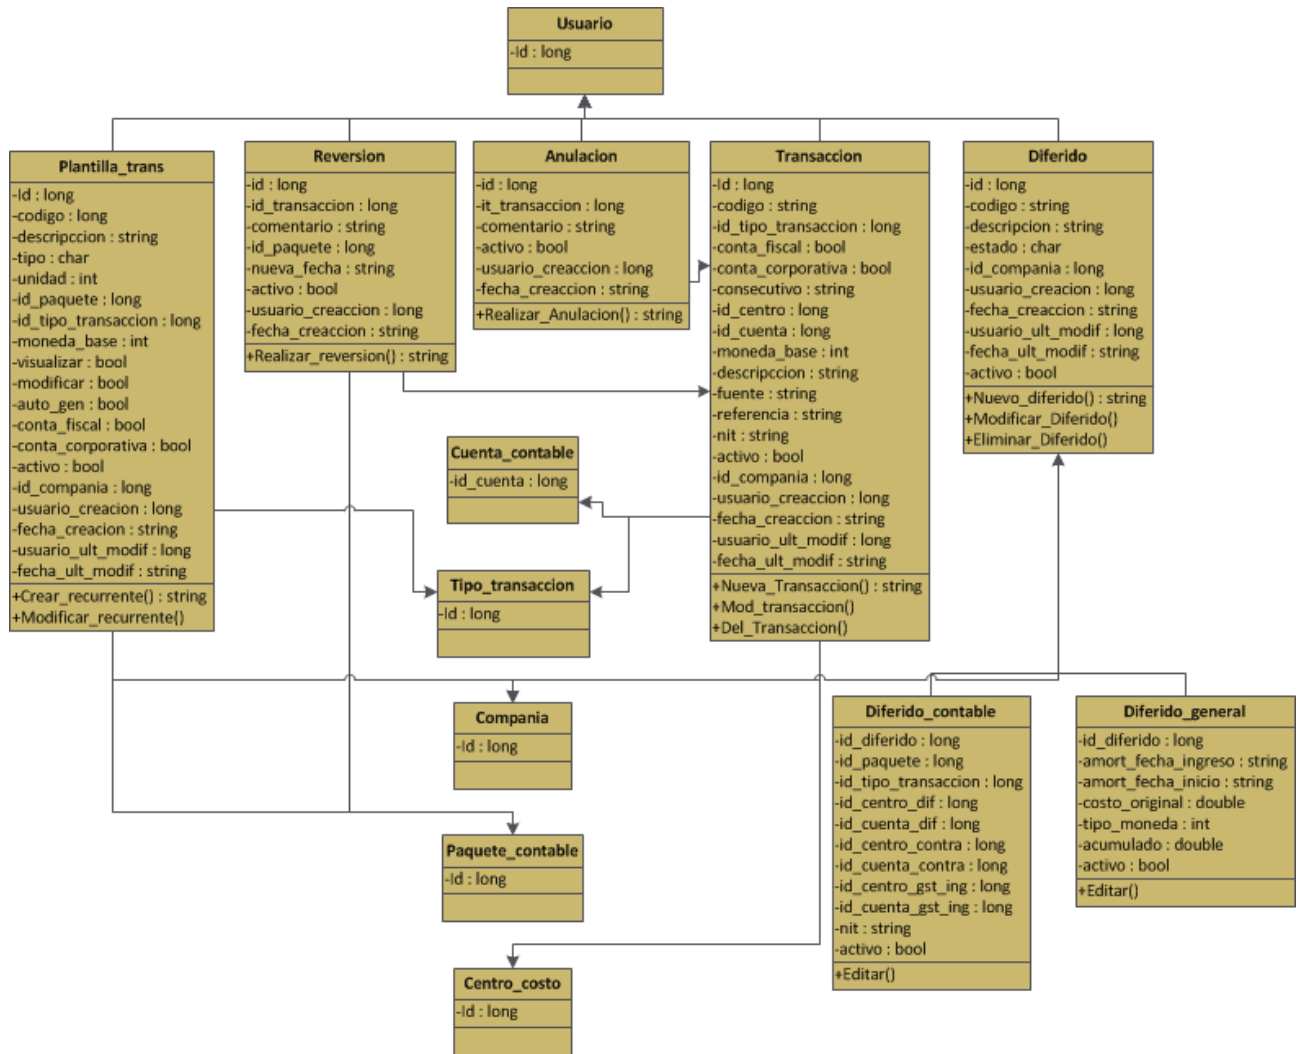 Usuario
-Id : long
Plantilla_trans
-Id : long
-codigo : long
-descripccion : string
-tipo : char
-unidad : int
-id_paquete : long
-id_tipo_transaccion : long
-moneda_base : int
-visualizar : bool
-modificar : bool
-auto_gen : bool
-conta_fiscal : bool
-conta_corporativa : bool
-activo : bool
-id_compania : long
-usuario_creacion : long
-fecha_creacion : string
-usuario_ult_modif : long
-fecha_ult_modif : string
+Crear_recurrente() : string
+Modificar_recurrente()
Reversion
-id : long
-id_transaccion : long
-comentario : string
-id_paquete : long
-nueva_fecha : string
-activo : bool
-usuario_creaccion : long
-fecha_creaccion : string
+Realizar_reversion() : string
Anulacion
-id : long
-it_transaccion : long
-comentario : string
-activo : bool
-usuario_creaccion : long
-fecha_creaccion : string
+Realizar_Anulacion() : string
Transaccion
-Id : long
-codigo : string
-id_tipo_transaccion : long
-conta_fiscal : bool
-conta_corporativa : bool
-consecutivo : string
-id_centro : long
-id_cuenta : long
-moneda_base : int
-descripccion : string
-fuente : string
-referencia : string
-nit : string
-activo : bool
-id_compania : long
-usuario_creaccion : long
-fecha_creaccion : string
-usuario_ult_modif : long
-fecha_ult_modif : string
+Nueva_Transaccion() : string
+Mod_transaccion()
+Del_Transaccion()
Diferido
-id : long
-codigo : string
-descripcion : string
-estado : char
-id_compania : long
-usuario_creacion : long
-fecha_creaccion : string
-usuario_ult_modif : long
-fecha_ult_modif : string
-activo : bool
+Nuevo_diferido() : string
+Modificar_Diferido()
+Eliminar_Diferido()
Cuenta_contable
-id_cuenta : long
Tipo_transaccion
-Id : long
Compania
-Id : long
Paquete_contable
-Id : long
Centro_costo
-Id : long
Diferido_contable
-id_diferido : long
-id_paquete : long
-id_tipo_transaccion : long
-id_centro_dif : long
-id_cuenta_dif : long
-id_centro_contra : long
-id_cuenta_contra : long
-id_centro_gst_ing : long
-id_cuenta_gst_ing : long
-nit : string
-activo : bool
+Editar()
Diferido_general
-id_diferido : long
-amort_fecha_ingreso : string
-amort_fecha_inicio : string
-costo_original : double
-tipo_moneda : int
-acumulado : double
-activo : bool
+Editar()